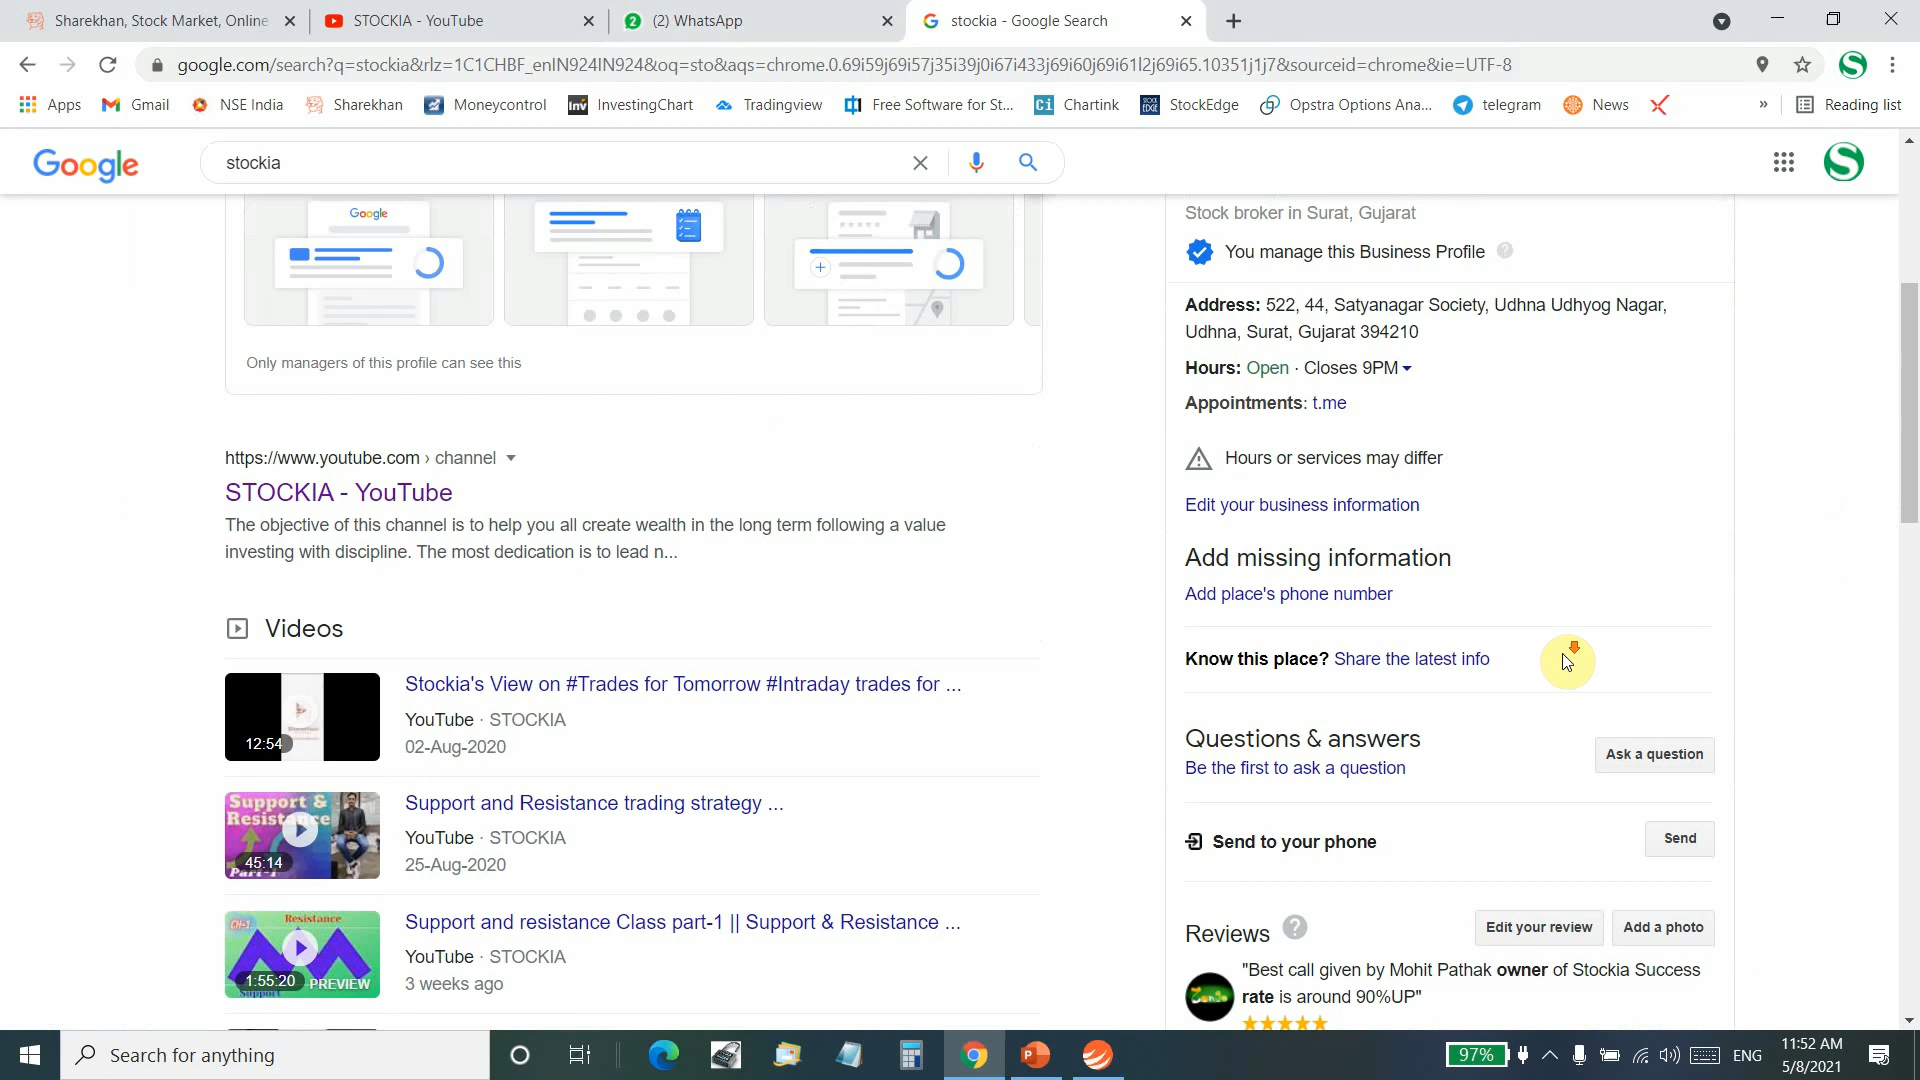 Sharekhan, Stock Market, Online
STOCKIA - YouTube
(2) WhatsApp
stockia - Google Search
google.com/search?q=stockia&rlz=1C1CHBF_enIN924IN924&oq=sto&aqs=chrome.0.69i59j69i57j35i39j0i67i433j69i60j69i61l2j69i65.10351j1j7&sourceid=chrome&ie=UTF-8
Apps
Gmail
NSE India
Sharekhan
Moneycontrol
Inv InvestingChart
Tradingview
Free Software for St...
Ci Chartink
STOCK EDGE StockEdge
Opstra Options Ana...
telegram
News
»
Reading list
Google
stockia
Google
Only managers of this profile can see this
https://www.youtube.com › channel
STOCKIA - YouTube
The objective of this channel is to help you all create wealth in the long term following a value
investing with discipline. The most dedication is to lead n...
Videos
12:54
Stockia's View on #Trades for Tomorrow #Intraday trades for ...
YouTube · STOCKIA
02-Aug-2020
Support &
Resistance
45:14
Part-1
Support and Resistance trading strategy ...
YouTube · STOCKIA
25-Aug-2020
Ch-1
Resistance
1:55:20
PREVIEW
Support
Support and resistance Class part-1 || Support & Resistance ...
YouTube · STOCKIA
3 weeks ago
Stock broker in Surat, Gujarat
You manage this Business Profile
Address: 522, 44, Satyanagar Society, Udhna Udhyog Nagar,
Udhna, Surat, Gujarat 394210
Hours: Open · Closes 9PM
Appointments: t.me
Hours or services may differ
Edit your business information
Add missing information
Add place's phone number
Know this place? Share the latest info
Questions & answers
Be the first to ask a question
Ask a question
Send to your phone
Send
Reviews
Edit your review
Add a photo
"Best call given by Mohit Pathak owner of Stockia Success
rate is around 90%UP"
Search for anything
97%
ENG
11:52 AM
5/8/2021